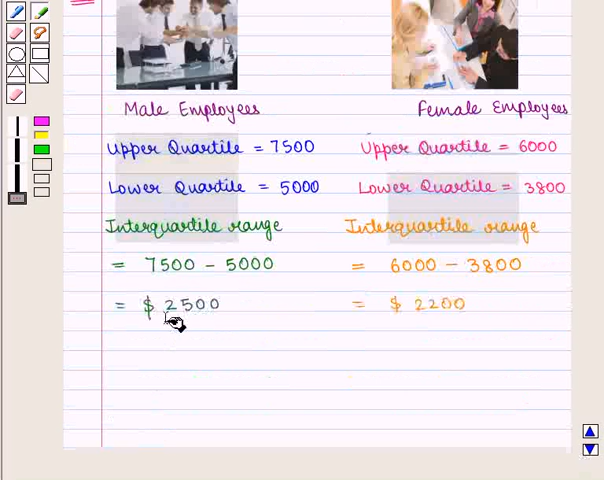 Male Employees Female Employees
Upper Quartile = 7500 Upper Quartile = 6000
Lower Quartile = 5000 Lower Quartile = 3800
Interquartile range Interquartile range
= 7500 - 5000 = 6000 - 3800
= $ 2500 = $ 2200